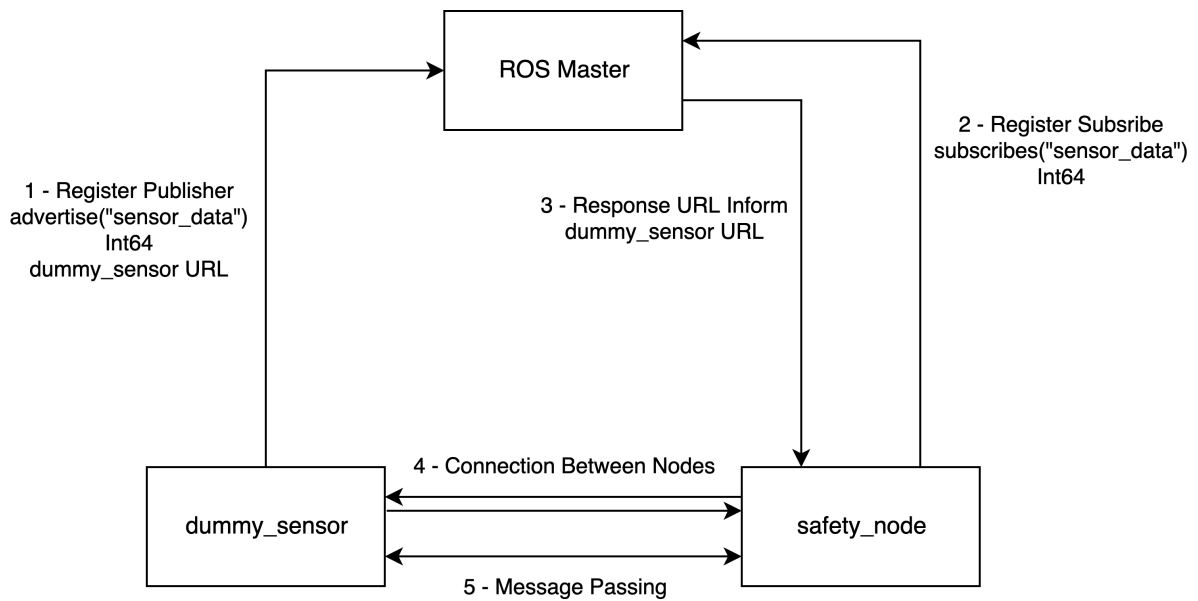 ROS Master
1 - Register Publisher
advertise("sensor_data")
Int64
dummy_sensor URL
2 - Register Subsribe
subscribes("sensor_data")
Int64
3 - Response URL Inform
dummy_sensor URL
4 - Connection Between Nodes
dummy_sensor
safety_node
5 - Message Passing